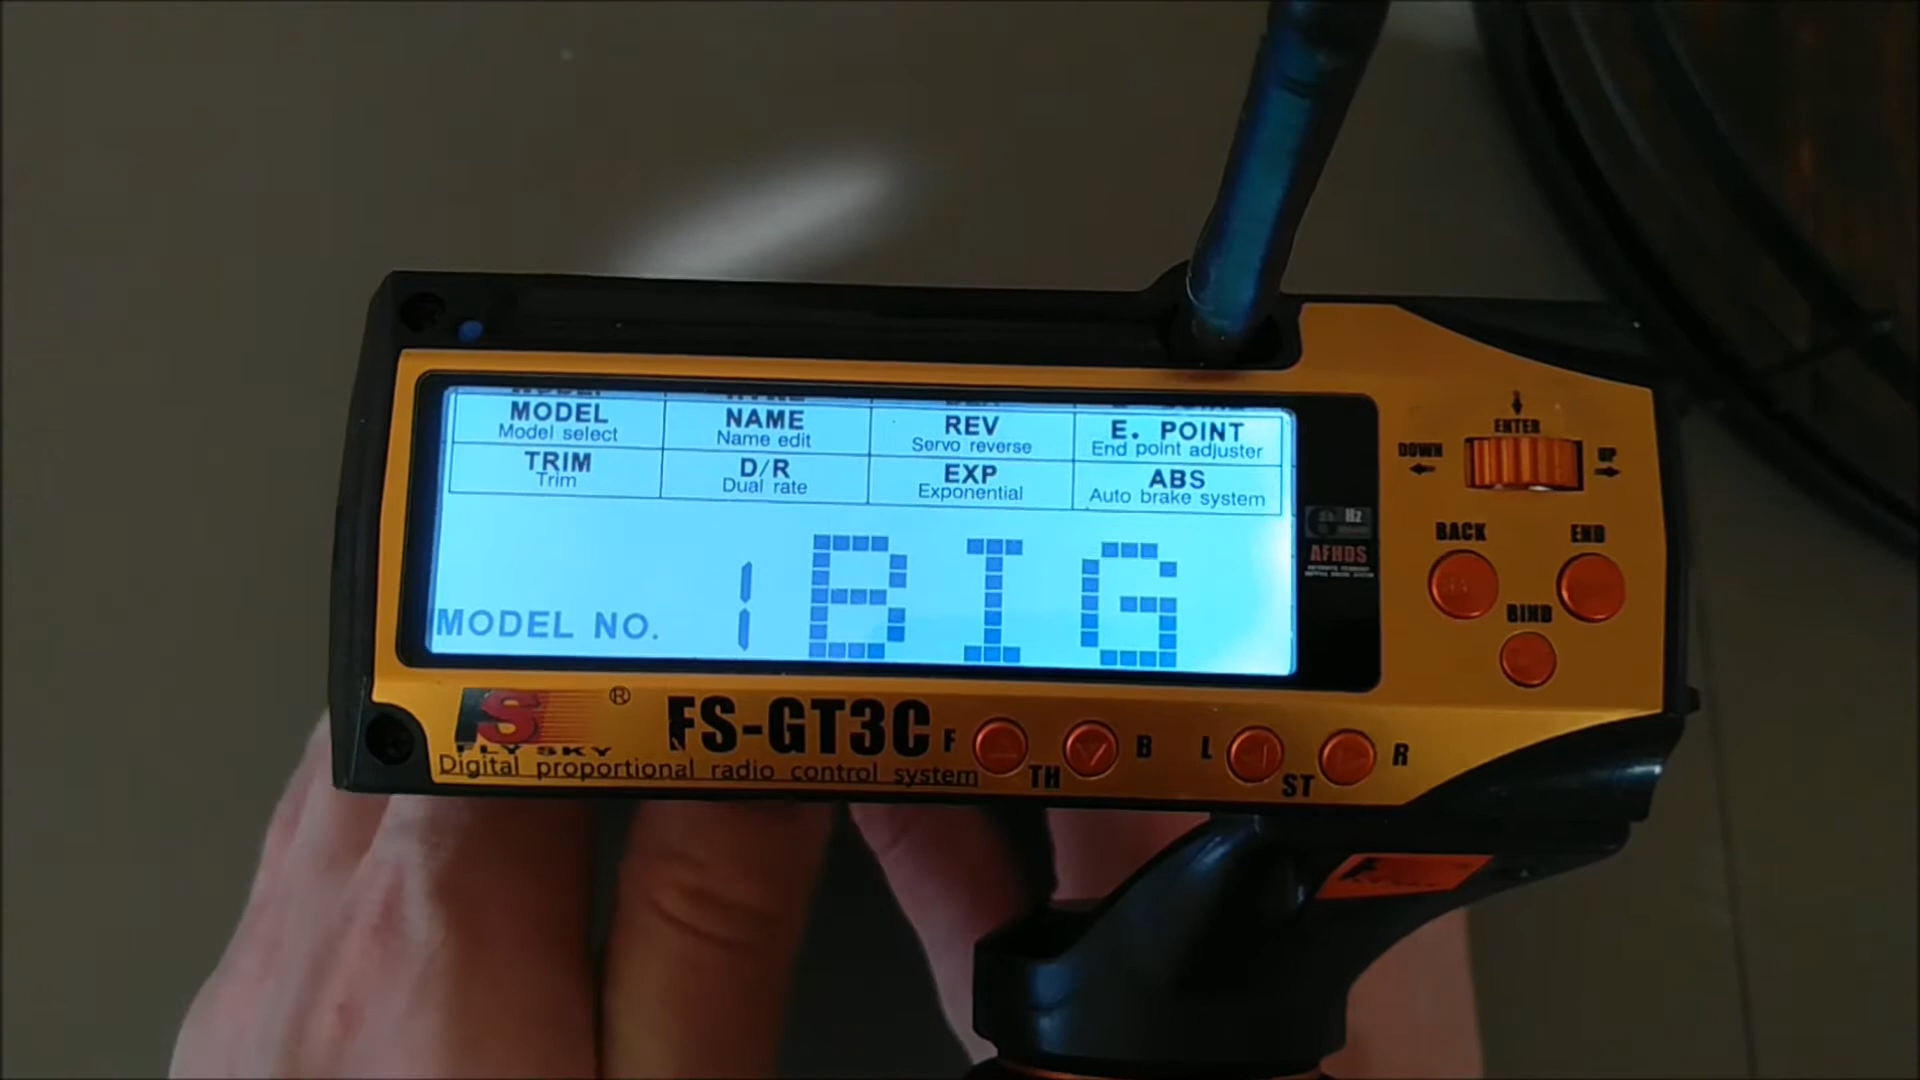 MODEL NAME REV E. POINT
Model select Name edit Servo reverse End point adjuster
TRIM D/R EXP ABS
Trim Dual rate Exponential Auto brake system
MODEL NO. 1 BIG
ENTER
DOWN UP
BACK END
BIND
Hz
AFHDS
FS ®
FLY SKY
FS-GT3C F B L R
TH ST
Digital proportional radio control system